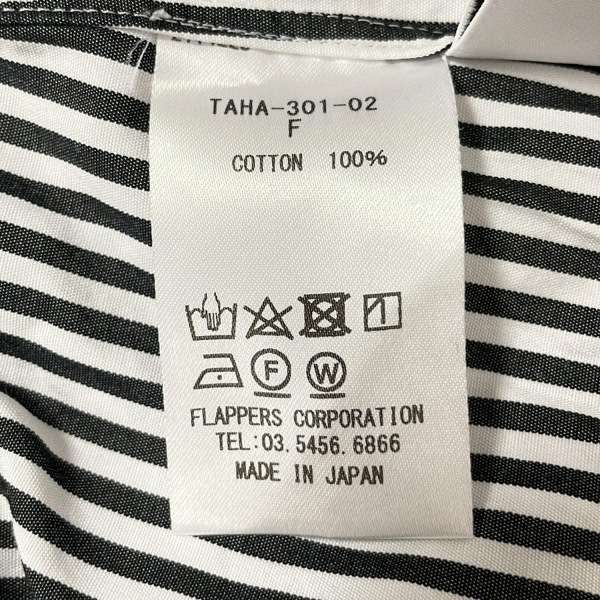 TAHA-301-02
F
COTTON 100%
F W
FLAPPERS CORPORATION
TEL:03.5456.6866
MADE IN JAPAN